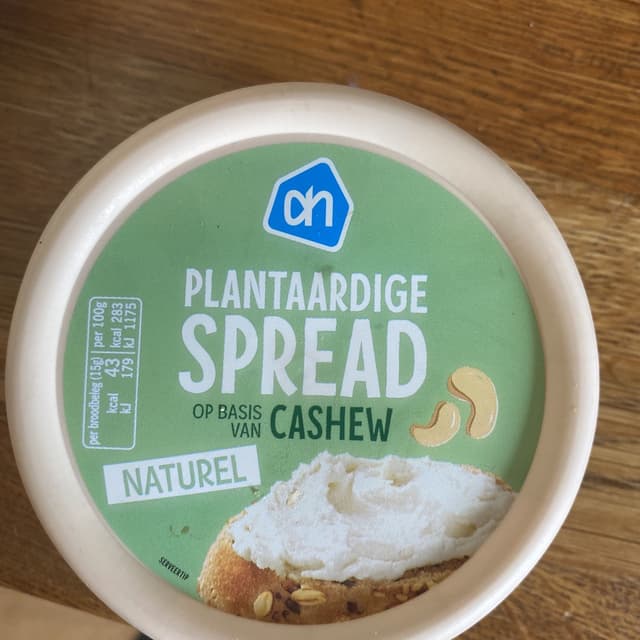 ah
PLANTAARDIGE
SPREAD
OP BASIS
VAN CASHEW
NATUREL
per broodbeleg (15g) | per 100g
kcal 43 | kcal 283
kJ 179 | kJ 1175
SERVEERTIP